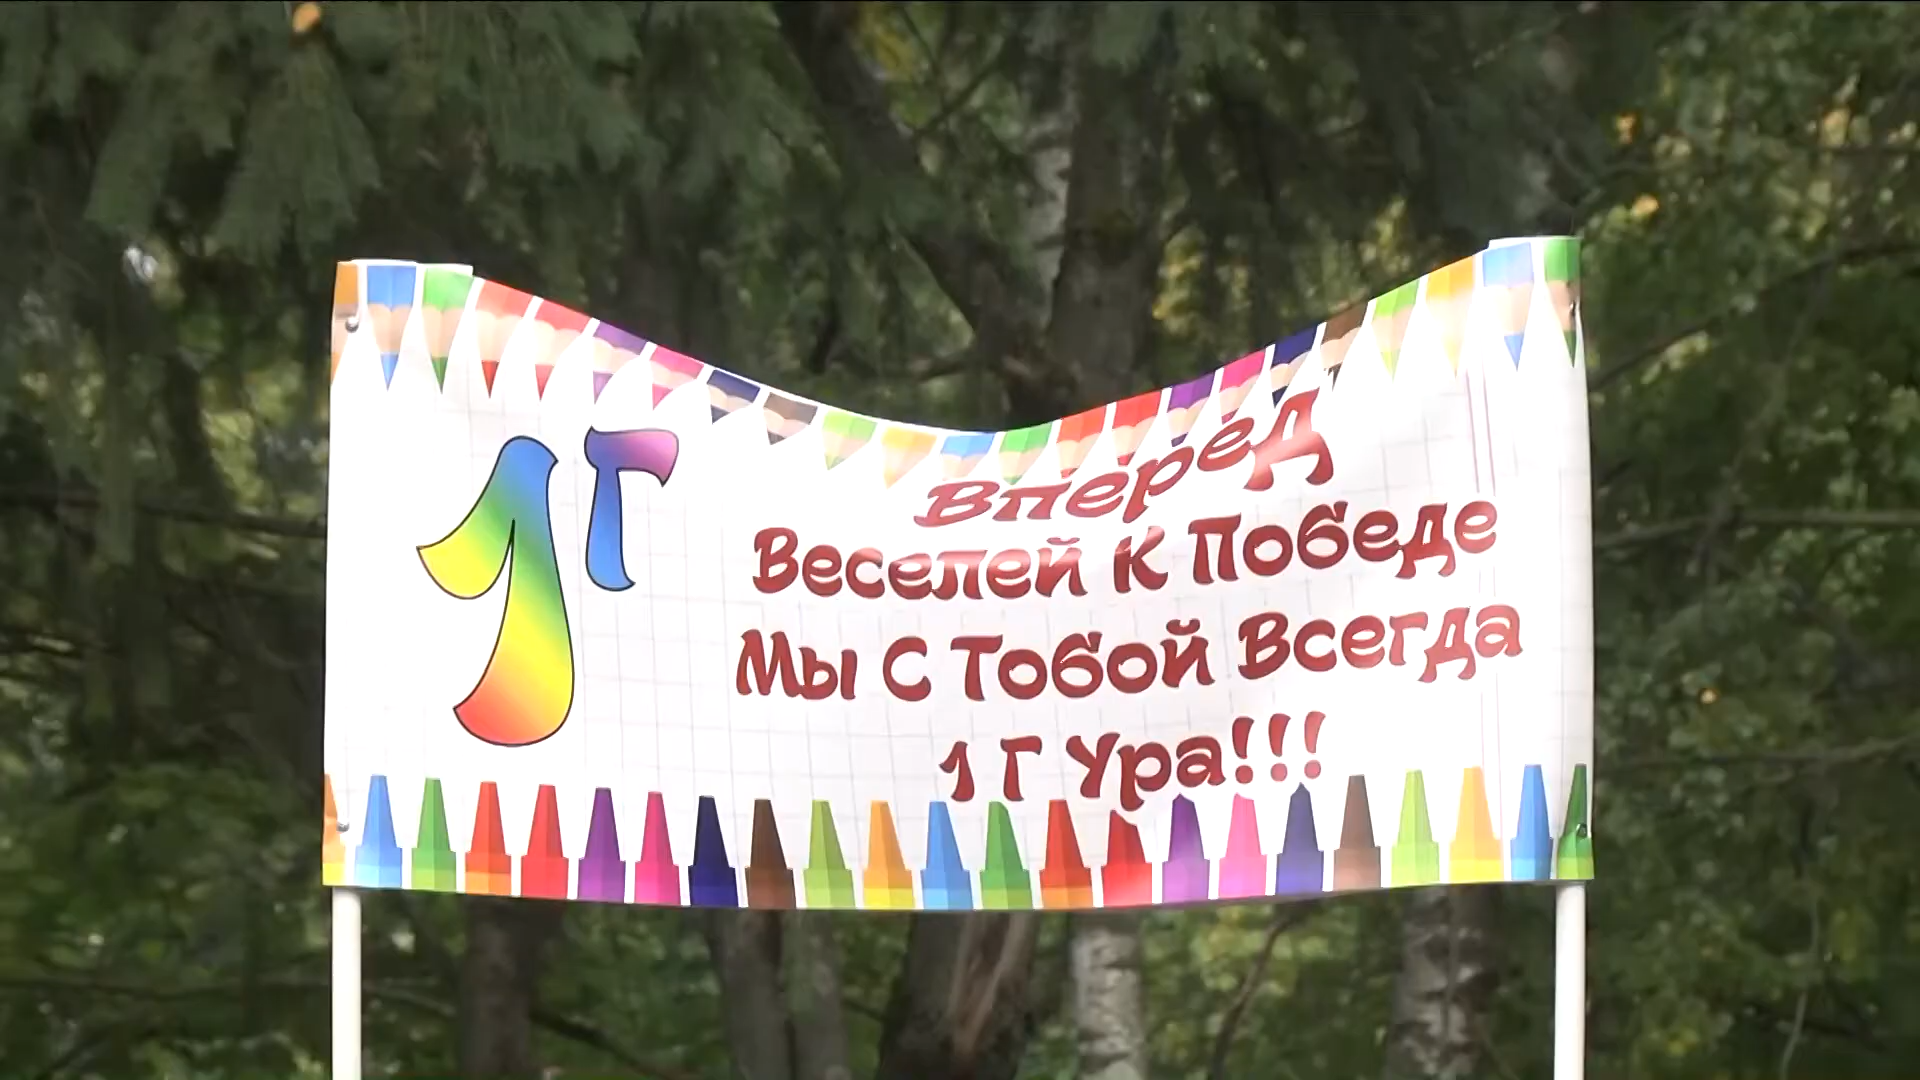 1г
Вперед
Веселей К Победе
Мы С Тобой Всегда
1 Г Ура!!!